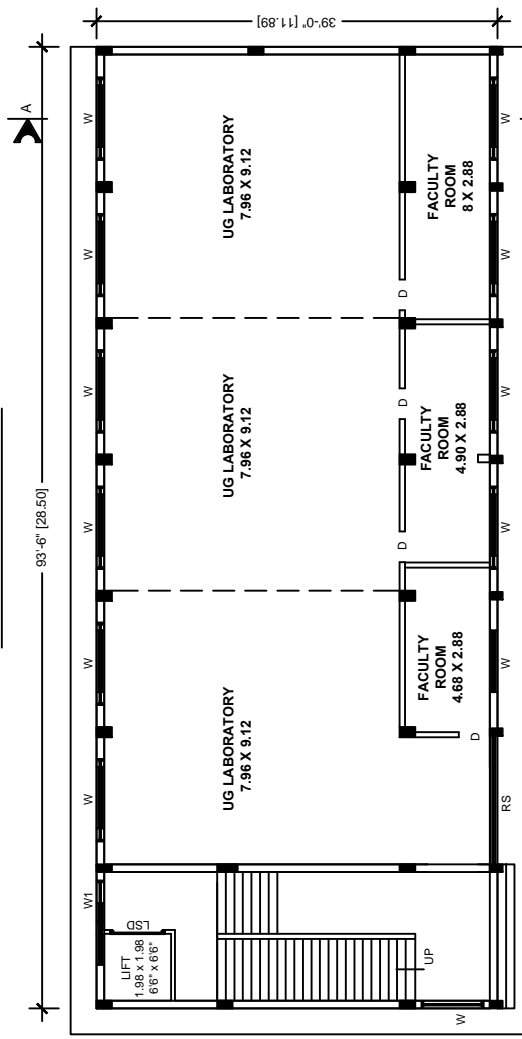 93'-6" [28.50]
39'-0" [11.89]
A
W1
W
W
W
W
W
W
LIFT
1.98 x 1.98
6'6" x 6'6"
LSD
UG LABORATORY
7.96 X 9.12
UG LABORATORY
7.96 X 9.12
UG LABORATORY
7.96 X 9.12
UP
D
FACULTY
ROOM
4.68 X 2.88
D
FACULTY
ROOM
4.90 X 2.88
D
D
FACULTY
ROOM
8 X 2.88
W
RS
W
W
W
W
W